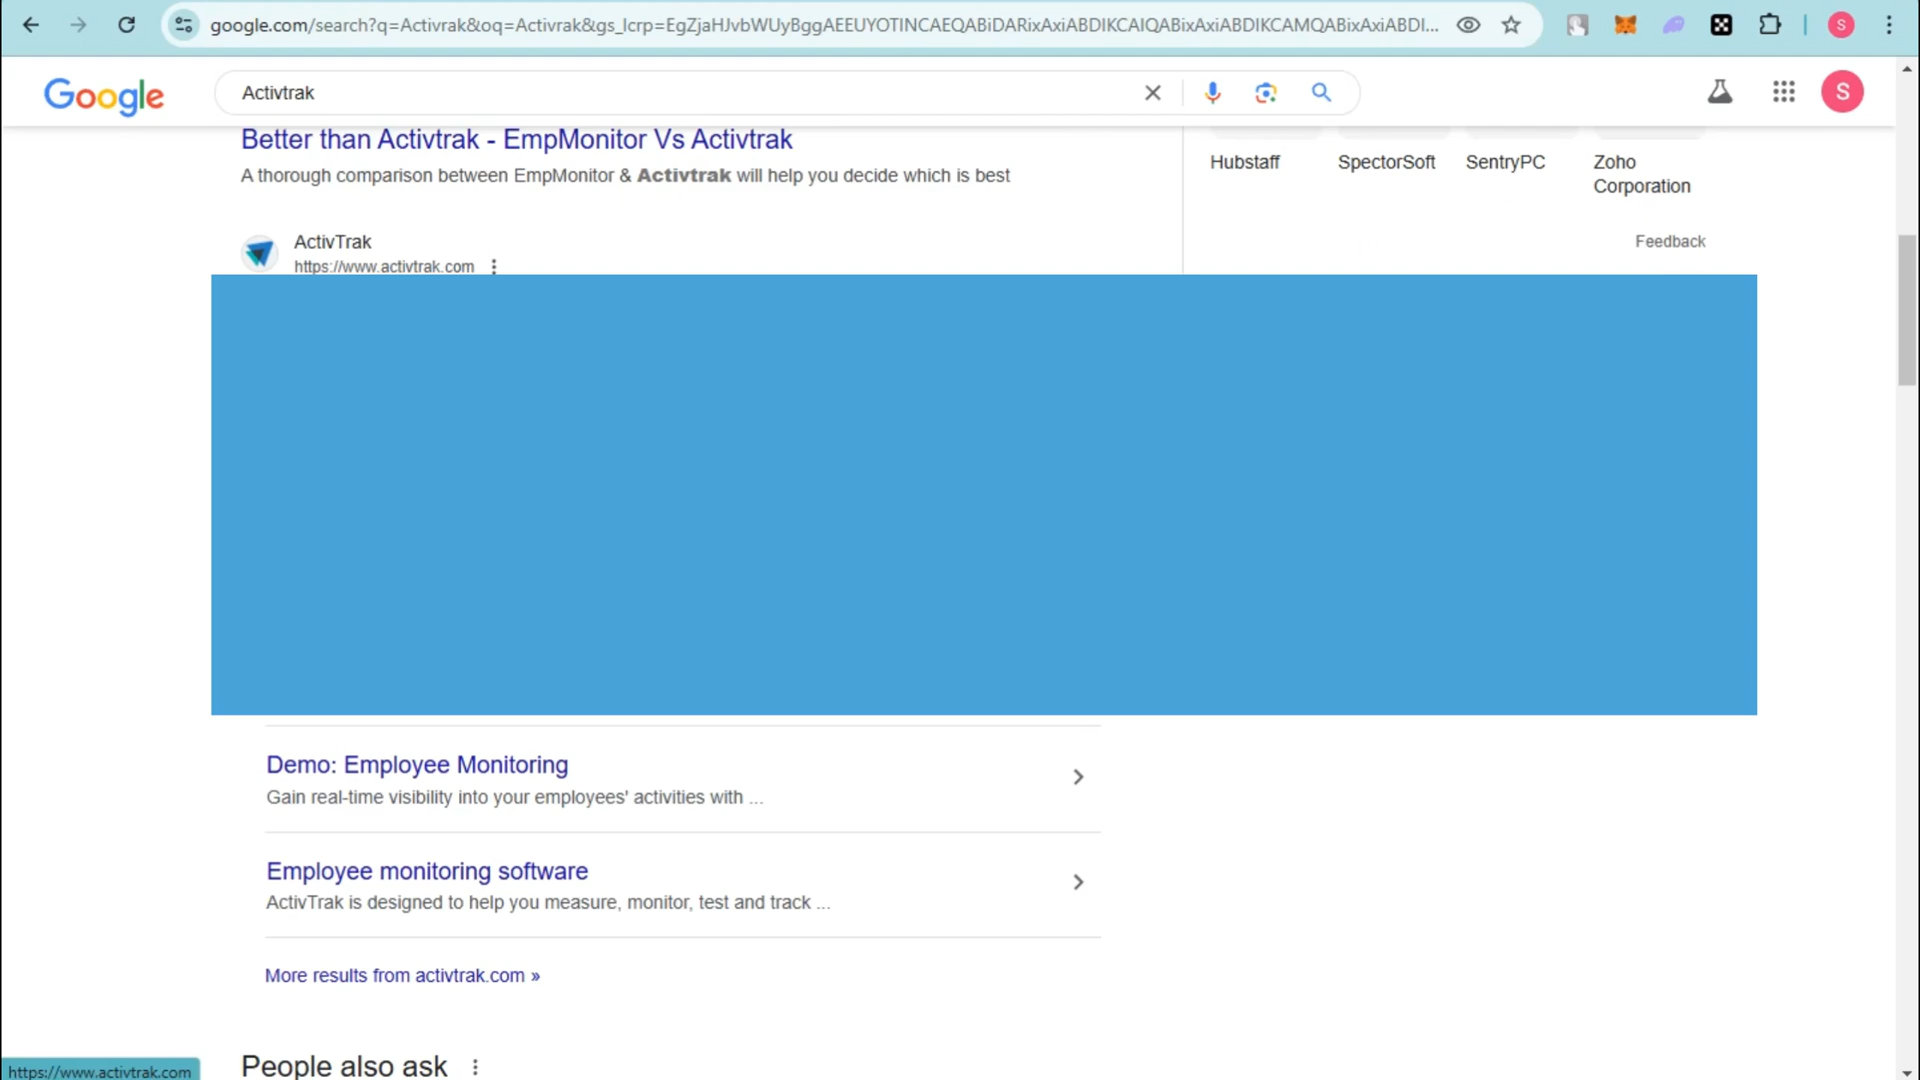 google.com/search?q=Activrak&oq=Activrak&gs_lcrp=EgZjaHJvbWUyBggAEEUYOTINCAEQABiDARixAxiABDIKCAIQABixAxiABDIKCAMQABixAxiABDI...
S
Google
Activrak
S
Better than Activtrak - EmpMonitor Vs Activtrak
A thorough comparison between EmpMonitor & Activtrak will help you decide which is best
Hubstaff
SpectorSoft
SentryPC
Zoho
Corporation
Feedback
ActivTrak
https://www.activtrak.com
Demo: Employee Monitoring
Gain real-time visibility into your employees' activities with ...
Employee monitoring software
ActivTrak is designed to help you measure, monitor, test and track ...
More results from activtrak.com »
People also ask
https://www.activtrak.com